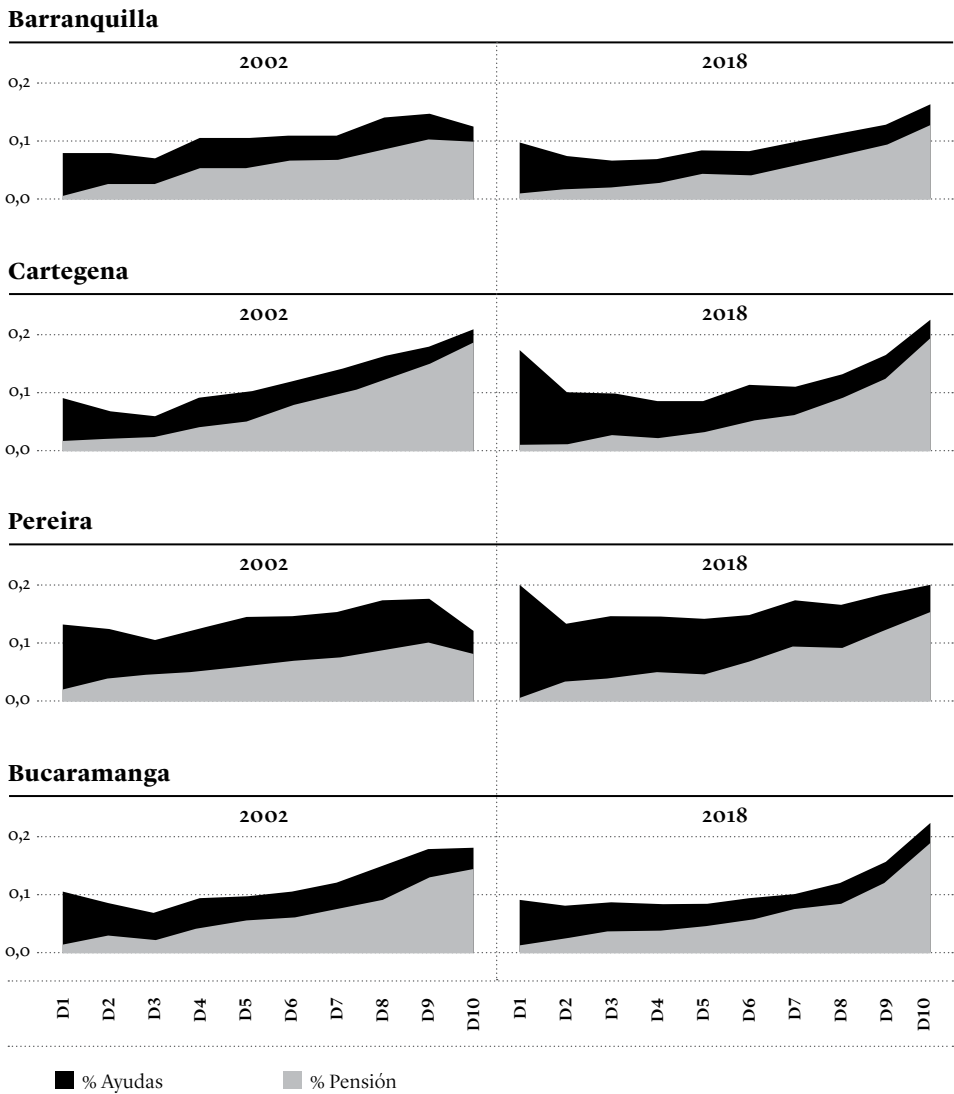 Barranquilla
2002 2018
0,2
0,1
0,0
Cartegena
2002 2018
0,2
0,1
0,0
Pereira
2002 2018
0,2
0,1
0,0
Bucaramanga
2002 2018
0,2
0,1
0,0
D1 D2 D3 D4 D5 D6 D7 D8 D9 D10 D1 D2 D3 D4 D5 D6 D7 D8 D9 D10
% Ayudas % Pensión